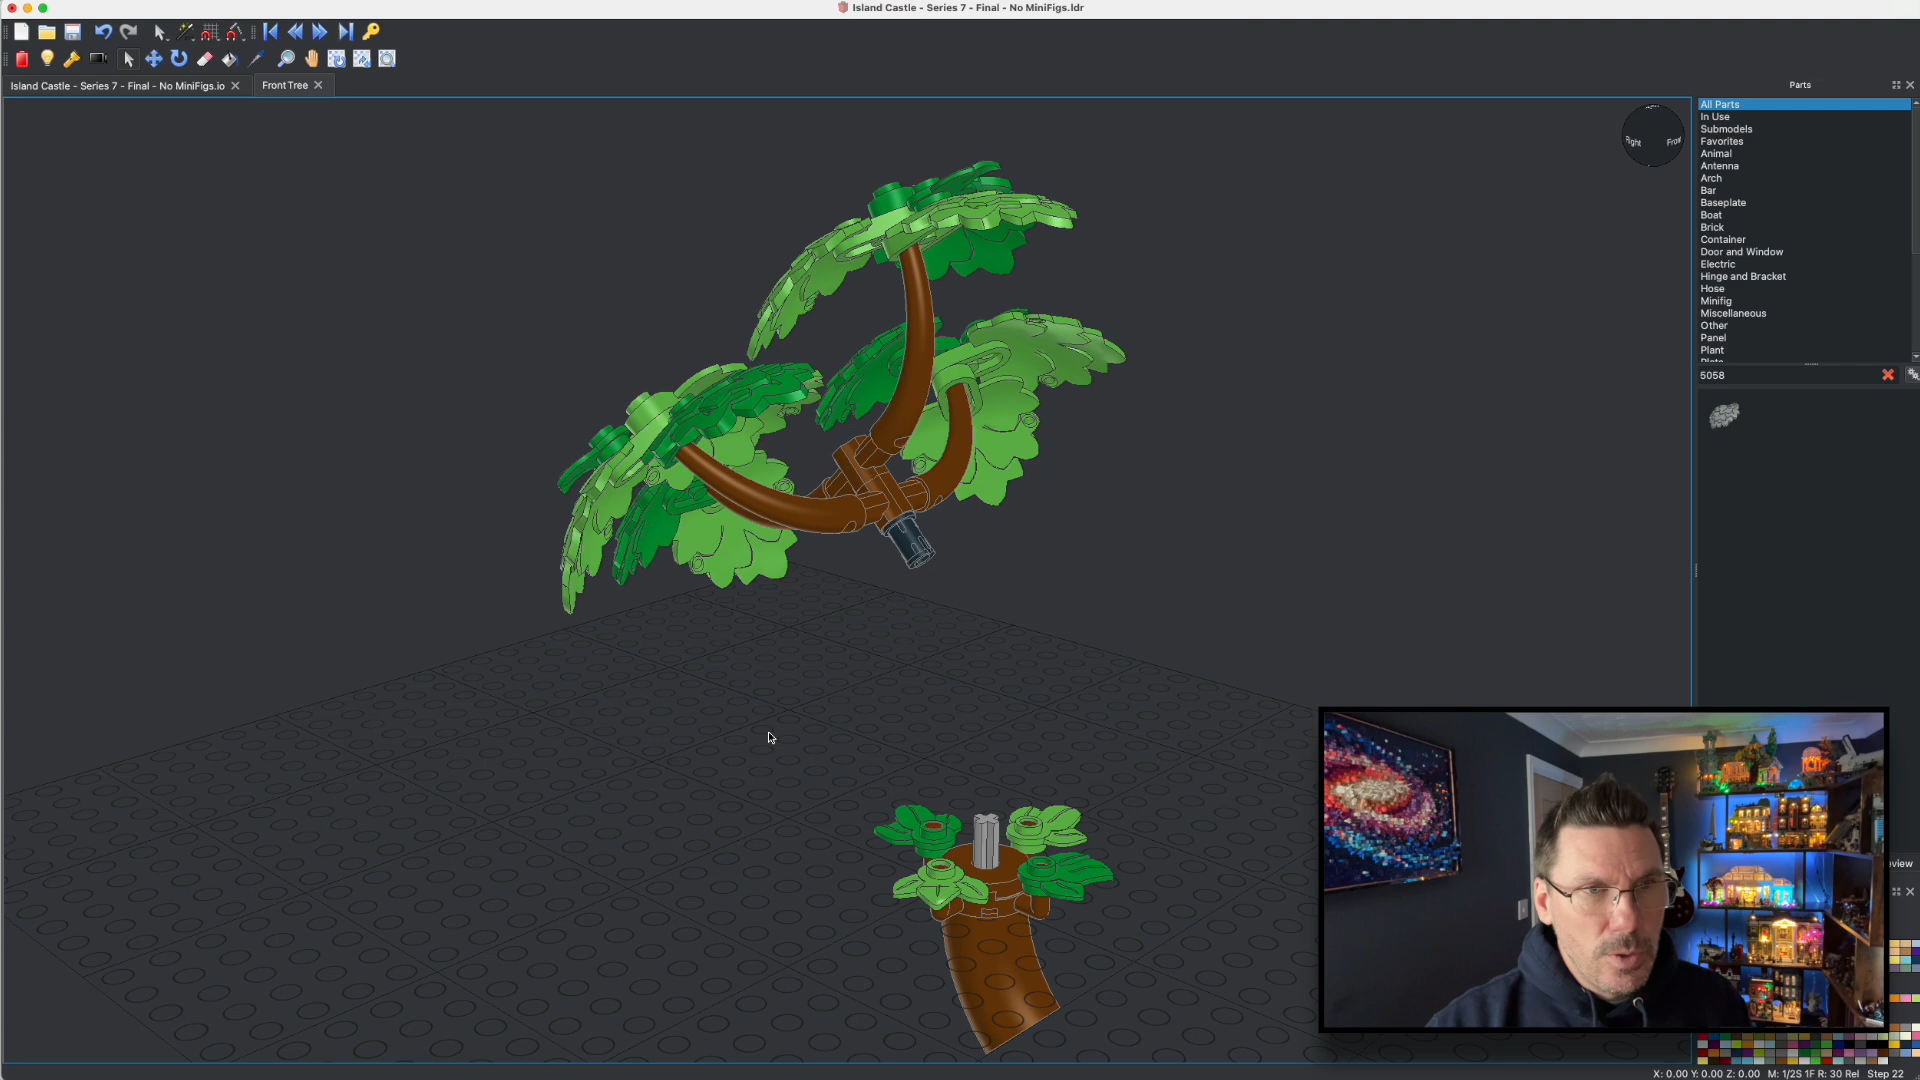 Island Castle - Series 7 - Final - No MiniFigs.ldr
Island Castle - Series 7 - Final - No MiniFigs.io
FrontTree
Parts
Right
All Parts
In Use
Submodels
Favorites
Animal
Antenna
Arch
Bar
Baseplate
Boat
Brick
Container
Door and Window
Electric
Hinge and Bracket
Hose
Minifig
Miscellaneous
Other
Panel
Plant
5058
view
X: 0.00 Y: 0.00 Z: 0.00 M: 1/2S 1F R: 30 Rel Step 22